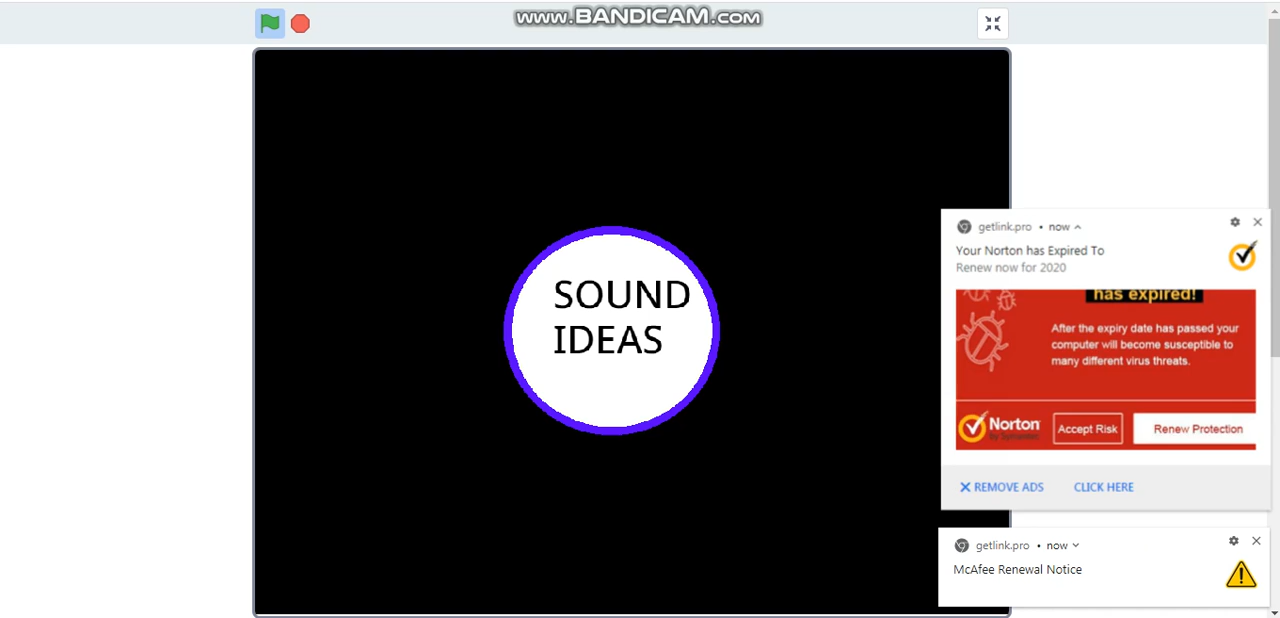 www.BANDICAM.com
SOUND
IDEAS
getlink.pro • now
Your Norton has Expired To
Renew now for 2020
has expired!
After the expiry date has passed your
computer will become susceptible to
many different virus threats.
Norton
by Symantec
Accept Risk
Renew Protection
REMOVE ADS
CLICK HERE
getlink.pro • now
McAfee Renewal Notice